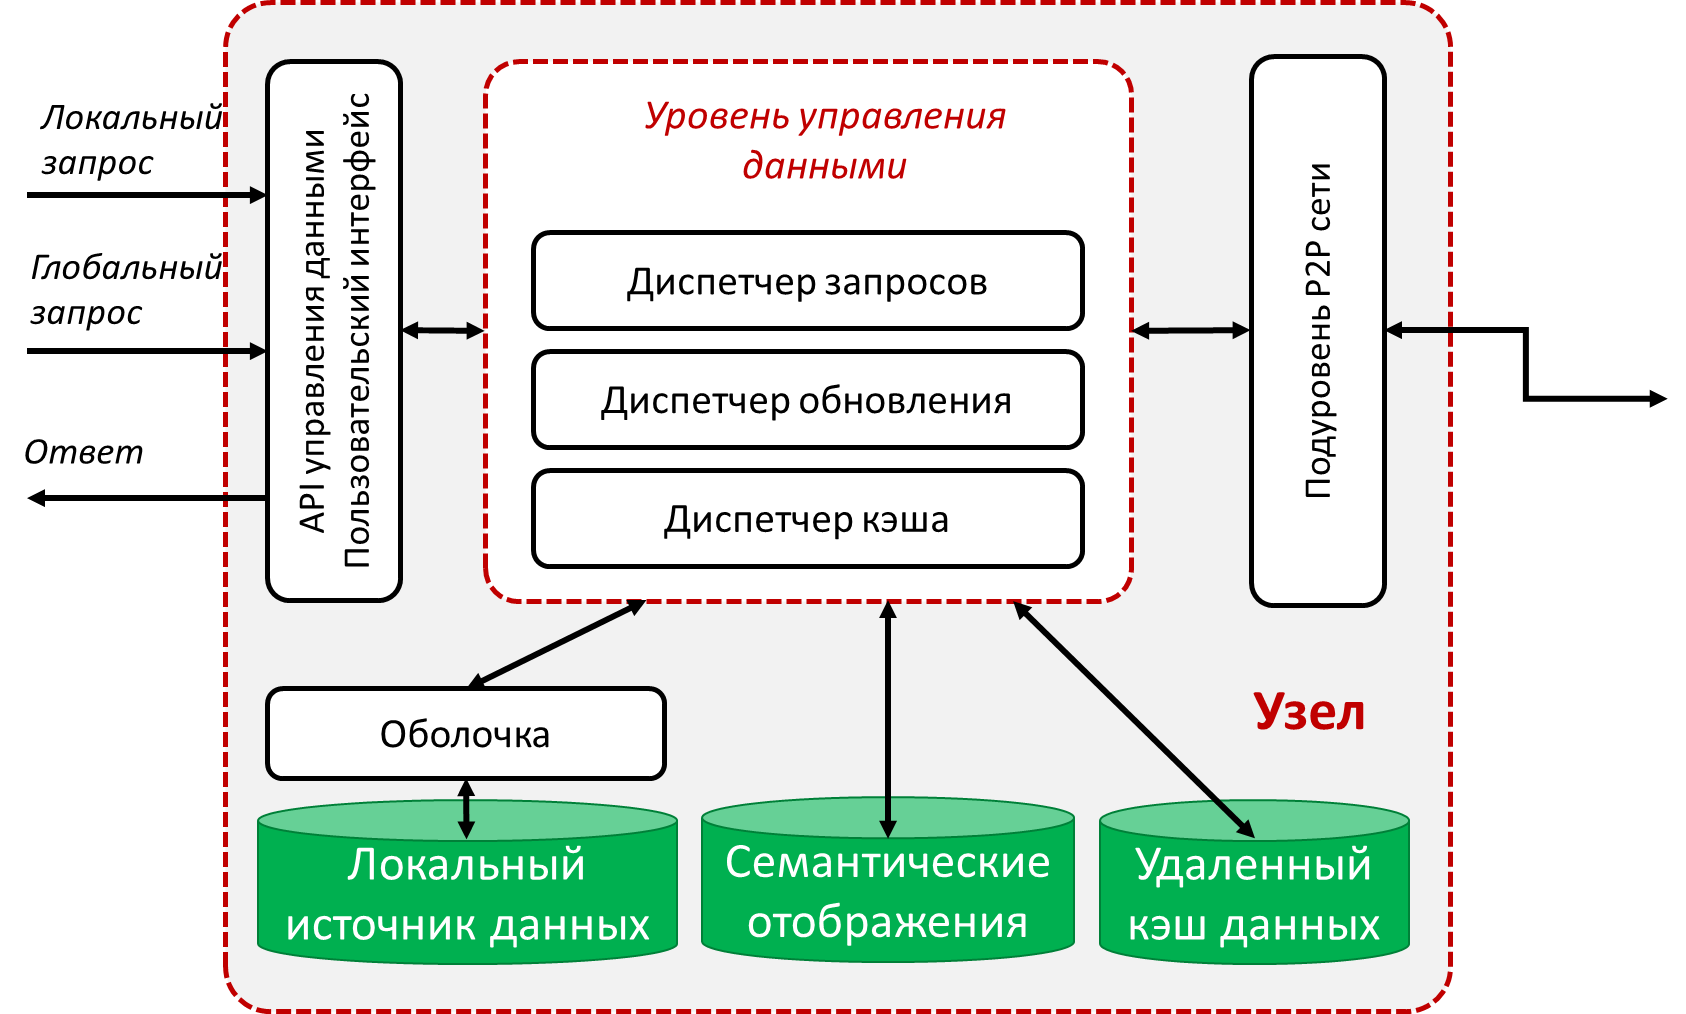 Локальный
запрос
Глобальный
запрос
Ответ
API управления данными
Пользовательский интерфейс
Уровень управления
данными
Диспетчер запросов
Диспетчер обновления
Диспетчер кэша
Подуровень P2P сети
Оболочка
Узел
Локальный
источник данных
Семантические
отображения
Удаленный
кэш данных